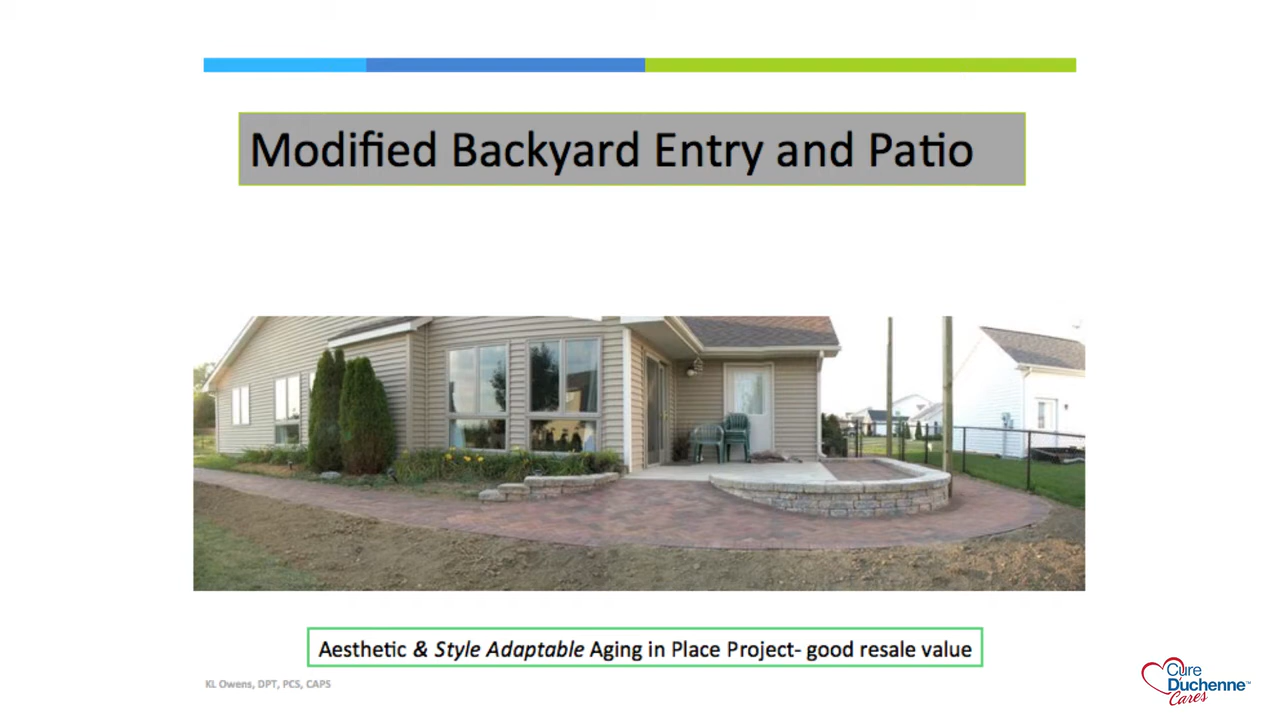 Modified Backyard Entry and Patio
Aesthetic & Style Adaptable Aging in Place Project- good resale value
KL Owens, DPT, PCS, CAPS
Cure
Duchenne™
Cares